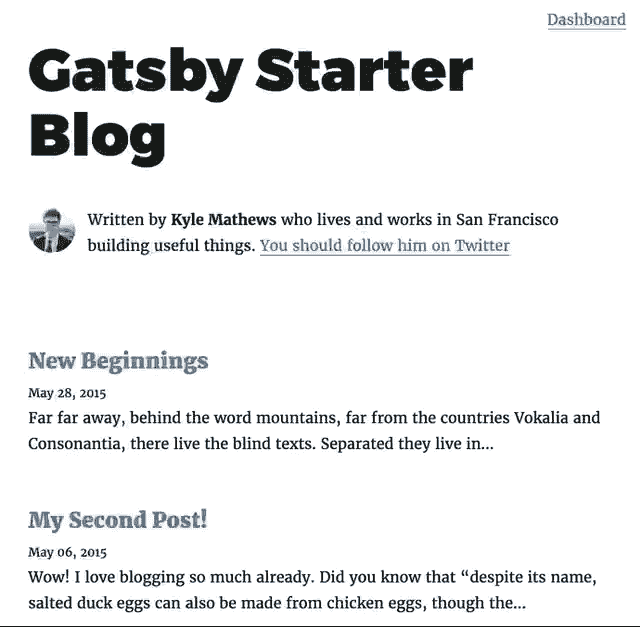 Dashboard
Gatsby Starter
Blog
Written by Kyle Mathews who lives and works in San Francisco
building useful things. You should follow him on Twitter
New Beginnings
May 28, 2015
Far far away, behind the word mountains, far from the countries Vokalia and
Consonantia, there live the blind texts. Separated they live in...
My Second Post!
May 06, 2015
Wow! I love blogging so much already. Did you know that “despite its name,
salted duck eggs can also be made from chicken eggs, though the...